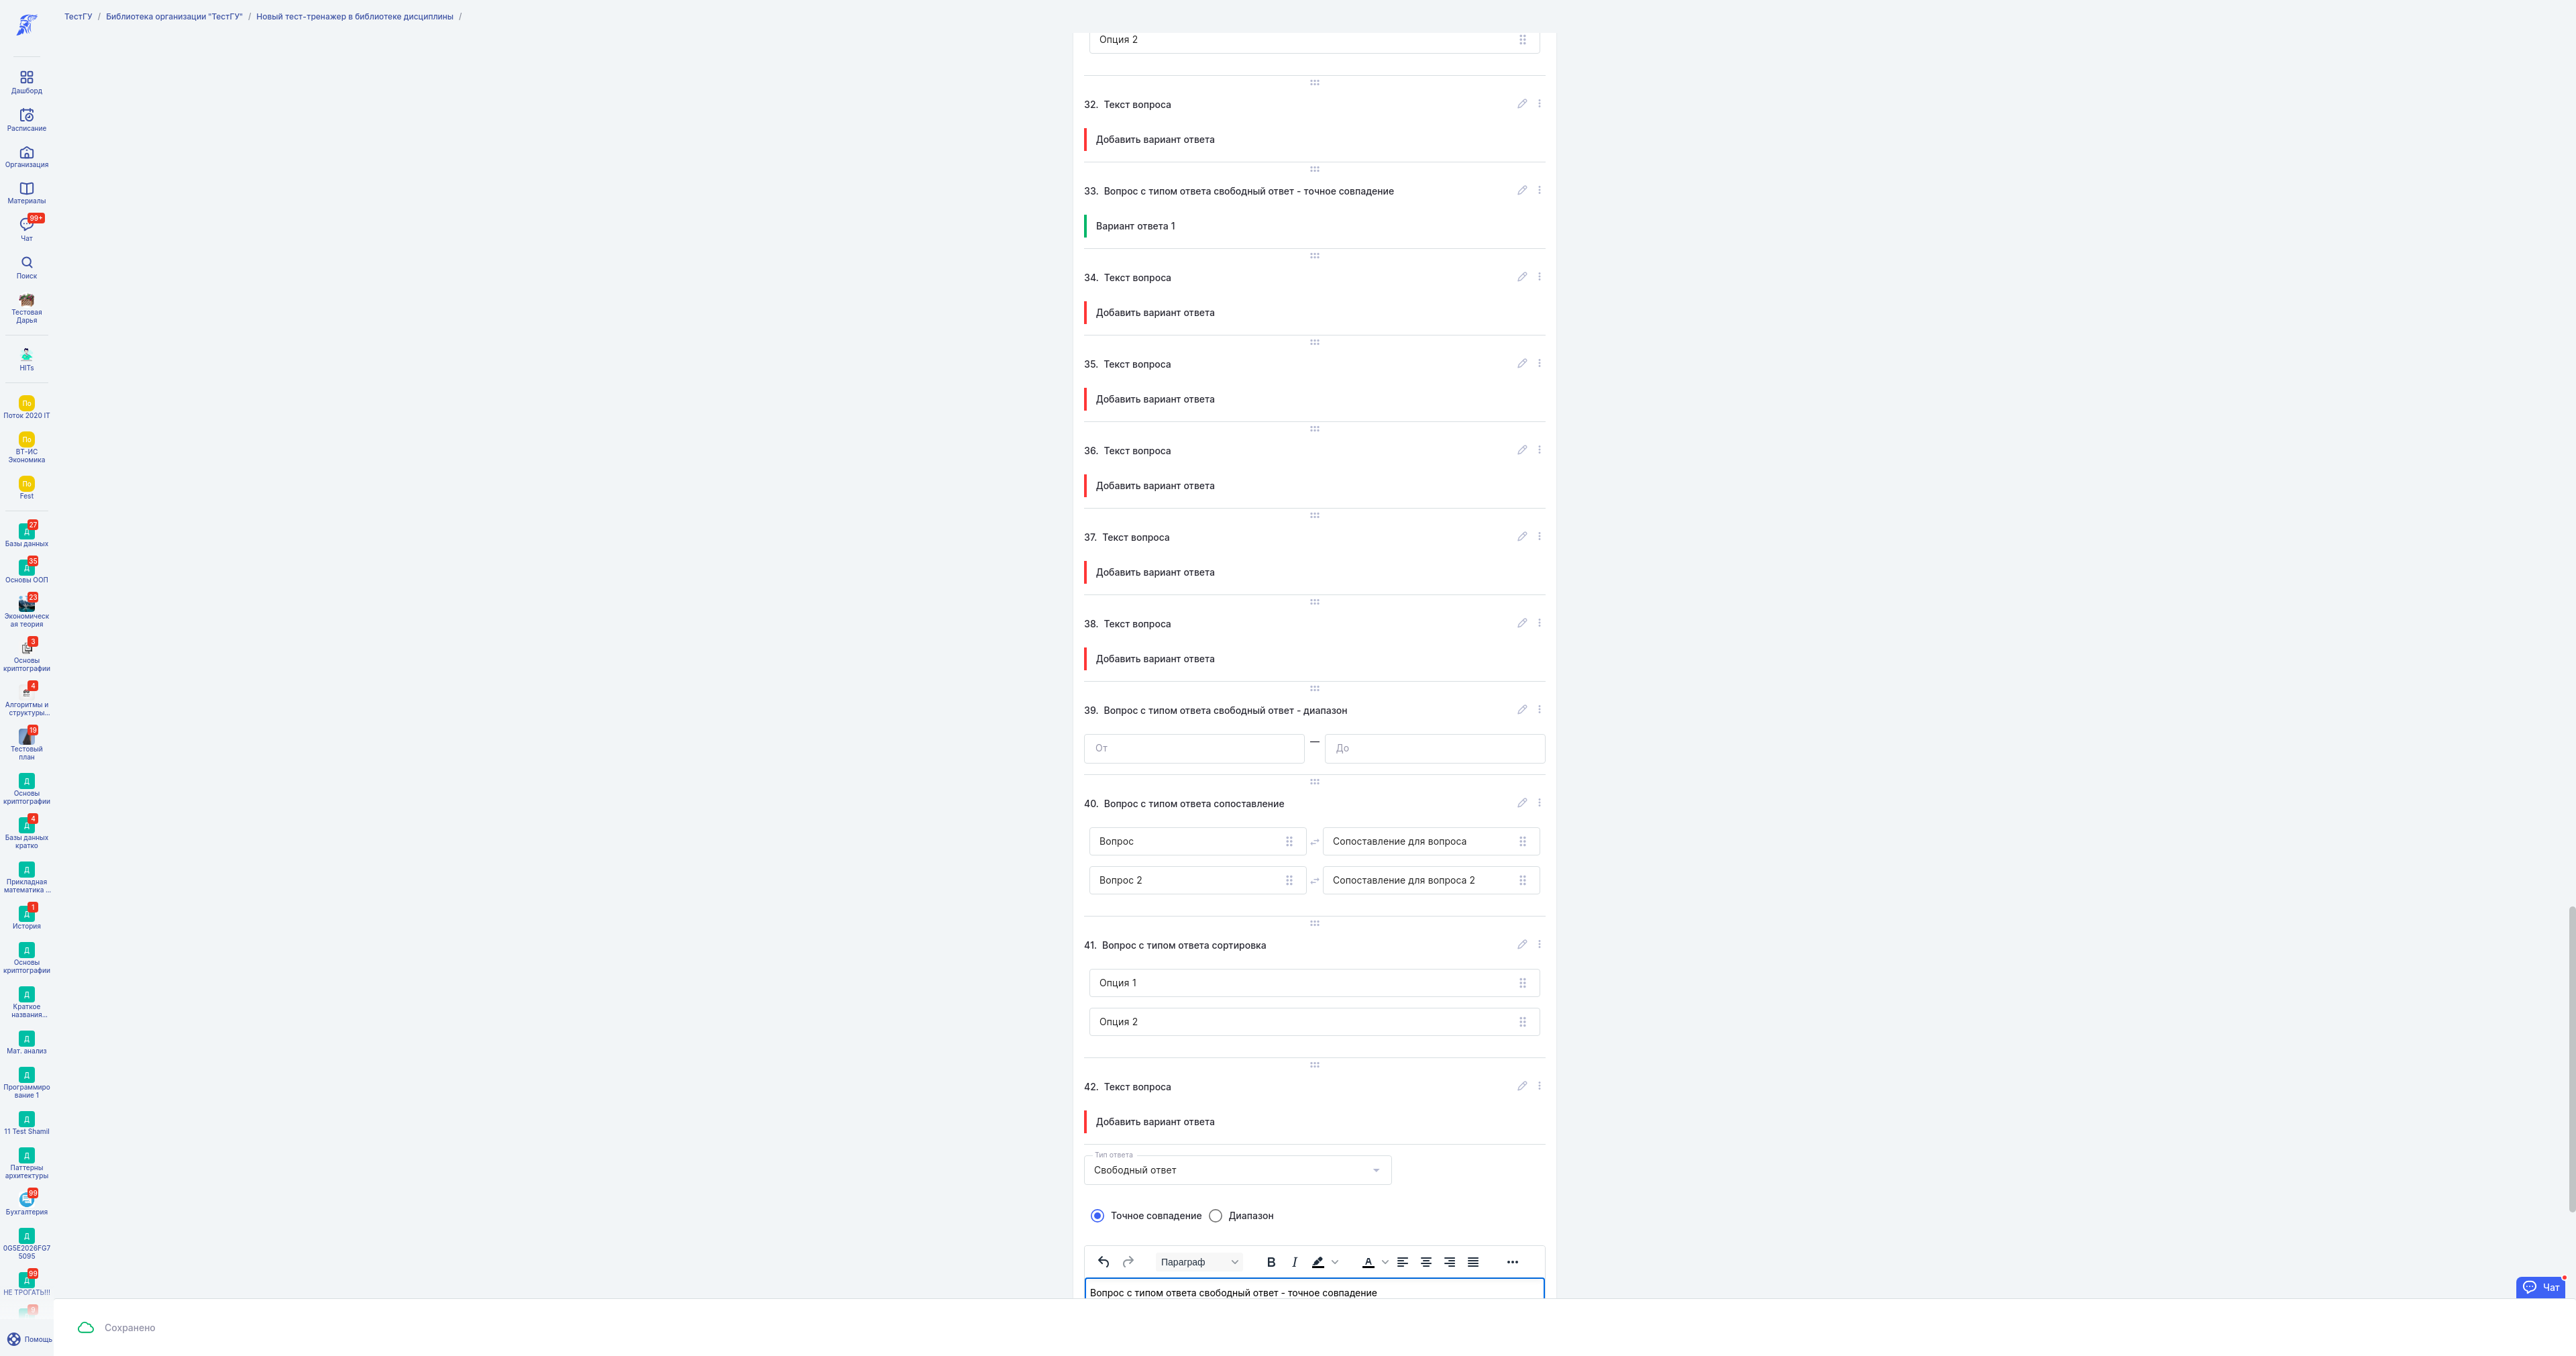 ТестГУ / Библиотека организации "ТестГУ" / Новый тест-тренажер в библиотеке дисциплины /
Дашборд
Расписание
Организация
Материалы
99+
Чат
Поиск
Тестовая
Дарья
HITs
По
Поток 2020 IT
По
ВТ-ИС
Экономика
По
Fest
27
Д
Базы данных
35
Д
Основы ООП
23
Экономическ
ая теория
3
Основы
криптографии
4
Алгоритмы и
структуры...
19
Тестовый
план
Д
Основы
криптографии
4
Д
Базы данных
кратко
Д
Прикладная
математика ...
1
Д
История
Д
Основы
криптографии
Д
Краткое
названия...
Д
Мат. анализ
Д
Программиро
вание 1
Д
11 Test Shamil
Д
Паттерны
архитектуры
99
Бухгалтерия
Д
0G5E2026FG7
5095
99
Д
НЕ ТРОГАТЬ!!!
Помощь
Опция 2
32. Текст вопроса
Добавить вариант ответа
33. Вопрос с типом ответа свободный ответ - точное совпадение
Вариант ответа 1
34. Текст вопроса
Добавить вариант ответа
35. Текст вопроса
Добавить вариант ответа
36. Текст вопроса
Добавить вариант ответа
37. Текст вопроса
Добавить вариант ответа
38. Текст вопроса
Добавить вариант ответа
39. Вопрос с типом ответа свободный ответ - диапазон
От — До
40. Вопрос с типом ответа сопоставление
Вопрос Сопоставление для вопроса
Вопрос 2 Сопоставление для вопроса 2
41. Вопрос с типом ответа сортировка
Опция 1
Опция 2
42. Текст вопроса
Добавить вариант ответа
Тип ответа
Свободный ответ
Точное совпадение Диапазон
Параграф B I A
Вопрос с типом ответа свободный ответ - точное совпадение
Чат
Сохранено